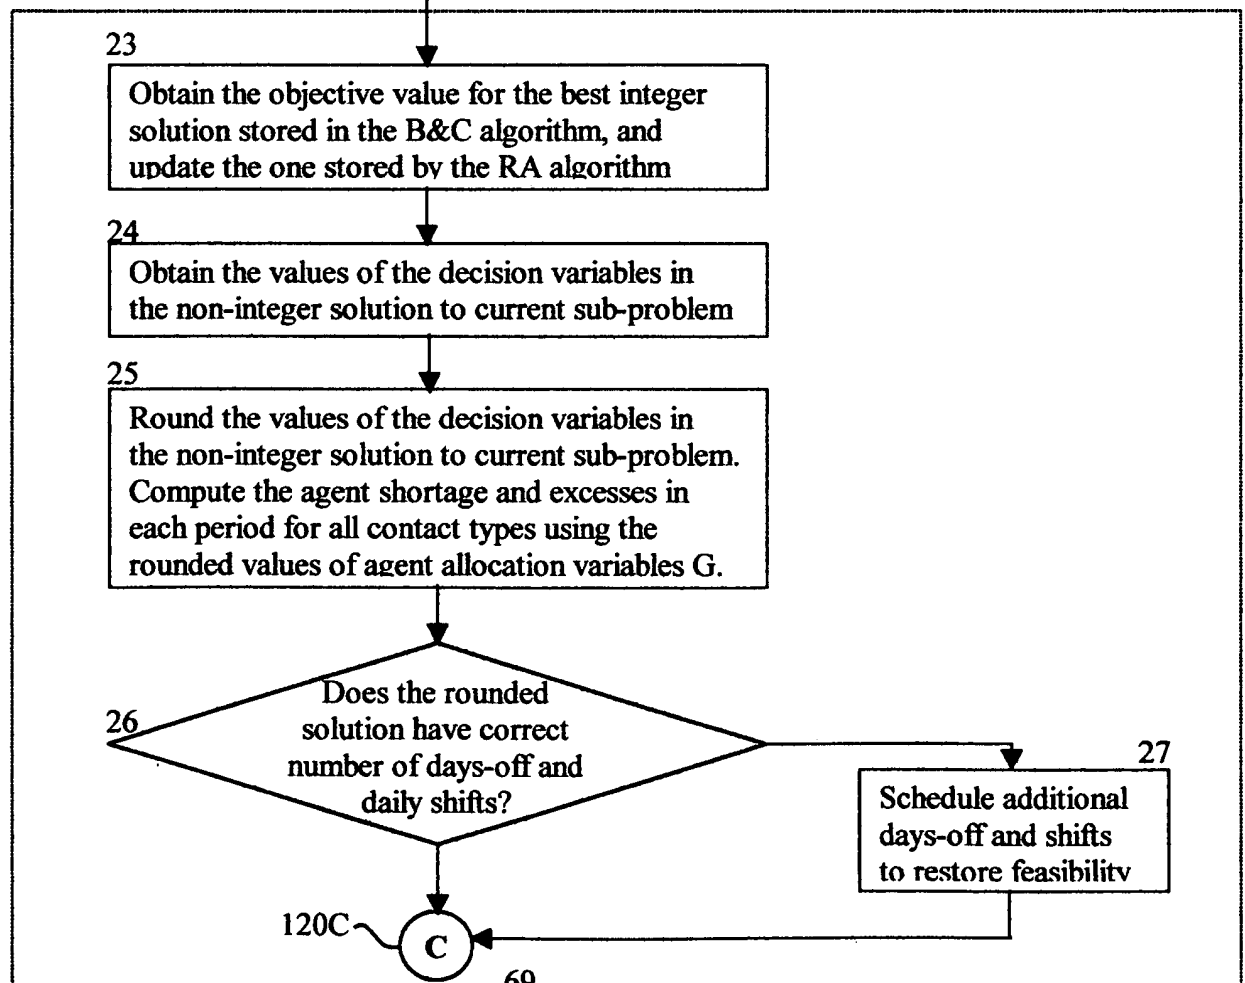 23
Obtain the objective value for the best integer
solution stored in the B&C algorithm, and
update the one stored by the RA algorithm
24
Obtain the values of the decision variables in
the non-integer solution to current sub-problem
25
Round the values of the decision variables in
the non-integer solution to current sub-problem.
Compute the agent shortage and excesses in
each period for all contact types using the
rounded values of agent allocation variables G.
26
Does the rounded
solution have correct
number of days-off and
daily shifts?
27
Schedule additional
days-off and shifts
to restore feasibility
120C
C
69